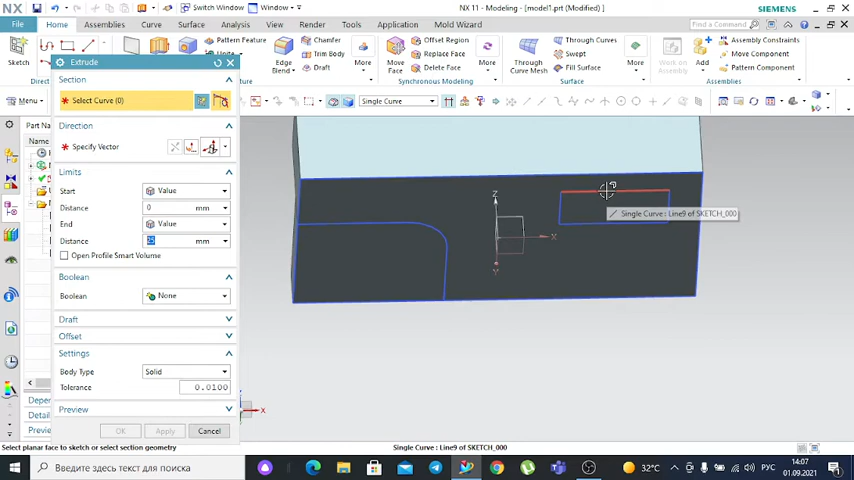 NX
Switch Window
Window
NX 11 - Modeling - [model1.prt (Modified) ]
SIEMENS
File
Home
Assemblies
Curve
Surface
Analysis
View
Render
Tools
Application
Mold Wizard
Find a Command
Sketch
Pattern Feature
Edge Blend
Chamfer
Trim Body
Draft
More
Move Face
Offset Region
Replace Face
Delete Face
More
Through Curve Mesh
Through Curves
Swept
Fill Surface
More
Add
Assembly Constraints
Move Component
Pattern Component
Synchronous Modeling
Surface
Assemblies
Menu
Single Curve
Extrude
Section
Select Curve (0)
Direction
Specify Vector
Limits
Start
Value
Distance
0
mm
End
Value
Distance
25
mm
Open Profile Smart Volume
Boolean
Boolean
None
Draft
Offset
Settings
Body Type
Solid
Tolerance
0.0100
Preview
OK
Apply
Cancel
Part Na
Name
Depen
Detail
Previe
Z
X
Y
X
Single Curve : Line9 of SKETCH_000
Select planar face to sketch or select section geometry
Single Curve : Line9 of SKETCH_000
Введите здесь текст для поиска
32°C
РУС
14:07
01.09.2021